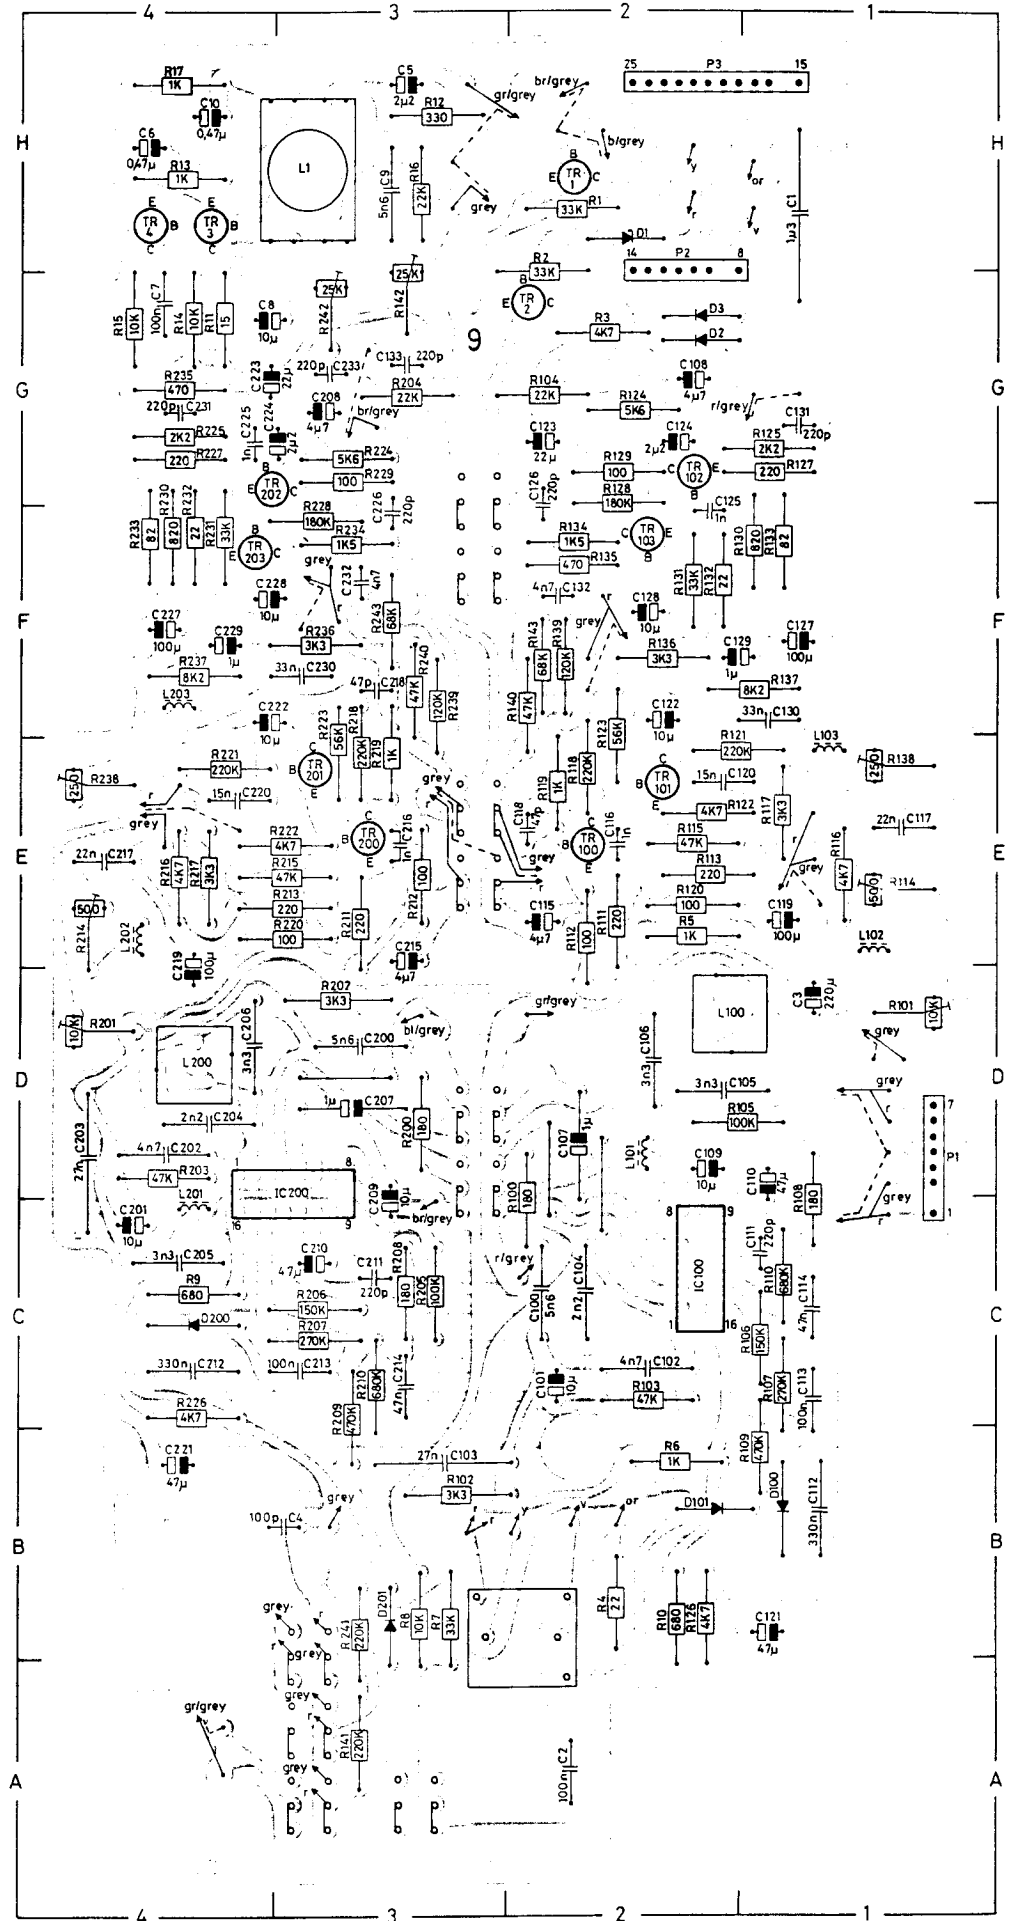 4 3 2 1
R17
1K
C5
2µ2
gr/grey
br/grey
25 P3 15
C10
0,47µ
R12
330
H
C6
0,47µ
L1
b/grey
H
R13
1K
B
E TR 1 C
y
or
C9
5n6
R16
22K
grey
R1
33K
r
v
C1
1µ3
E
TR 4 B
C
E
TR 3 B
C
D1
25K
R142
R2
33K
14 P2 8
25K
R242
B
E TR 2 C
R15
10K
100n C7
R14
10K
R11
15
C8
10µ
9
R3
4K7
D3
D2
C223
22µ
220p C233
C133 220p
G
R235
470
R204
22K
R104
22K
C108
4µ7
G
220p C231
C225
1n
C224
2µ2
C208
4µ7
br/grey
R124
5K6
r/grey
C131
220p
R225
2K2
C123
22µ
C124
2µ2
R125
2K2
R227
220
R224
5K6
R129
100
R127
220
B
E TR 202 C
R229
100
C126
220p
C TR 102 E
B
R230
820
R232
22
R228
180K
C226
220p
R128
180K
C125
1n
R233
82
R231
33K
B
E TR 203 C
R234
1K5
R134
1K5
C TR 103 E
B
R130
820
R133
82
grey
C232
4n7
R135
470
R131
33K
R132
22
C228
10µ
r
R243
68K
4n7 C132
r
C128
10µ
F
C227
100µ
C229
1µ
R236
3K3
grey
R143
68K
R139
120K
R136
3K3
C129
1µ
C127
100µ
F
R237
8K2
33n C230
47p C218
R240
47K
R239
120K
R140
47K
R137
8K2
L203
C222
10µ
R223
56K
R218
220K
R219
1K
R123
56K
C122
10µ
33n C130
R221
220K
C
B TR 201
E
R118
220K
R121
220K
L103
250
R238
grey
R119
1K
C
B TR 101
E
15n C120
250
R138
r
grey
15n C220
r
C118
47p
4K7 R122
R117
3K3
22n C117
R222
4K7
C
B TR 200
E
C216
1n
C
B TR 100
E
C116
1n
R115
47K
r
grey
R116
4K7
E
22n C217
R216
4K7
R217
3K3
R215
47K
R212
100
grey
r
R113
220
500
R114
E
500
R214
R213
220
R211
220
R120
100
L202
R220
100
C115
4µ7
R112
100
R111
220
R5
1K
C119
100µ
L102
C219
100µ
C215
4µ7
R202
3K3
gr/grey
L100
C3
220µ
R101
10K
10K
R201
C206
3n3
bl/grey
C106
3n3
grey
L200
5n6 C200
D
3n3 C105
grey
D
1µ C207
R200
180
C107
1µ
R105
100K
r
7
C203
27n
2n2 C204
L101
4n7 C202
1 8
C109
10µ
C110
47µ
P1
47K R203
IC200
C209
10µ
R100
180
R108
180
grey
L201
16 9
br/grey
8 9
r
1
C201
10µ
C111
220p
3n3 C205
C210
47µ
C211
220p
R208
180
R205
100K
r/grey
C104
2n2
IC100
R110
680K
R9
680
C100
5n6
C114
47n
C
R206
150K
C
D200
R207
270K
1 16
R106
150K
330n C212
100n C213
R210
680K
C214
47n
C101
10µ
4n7 C102
R107
270K
C113
100n
R226
4K7
R209
470K
R103
47K
C221
47µ
27n C103
R6
1K
R109
470K
R102
3K3
D101
D100
330n C112
grey
r
r
y
v
or
100p C4
B
B
grey
r
R241
220K
D201
R8
10K
R7
33K
R4
22
R10
680
R126
4K7
C121
47µ
r
grey
grey
gr/grey
v
r
R141
220K
A
grey
r
100n C2
A
4 3 2 1